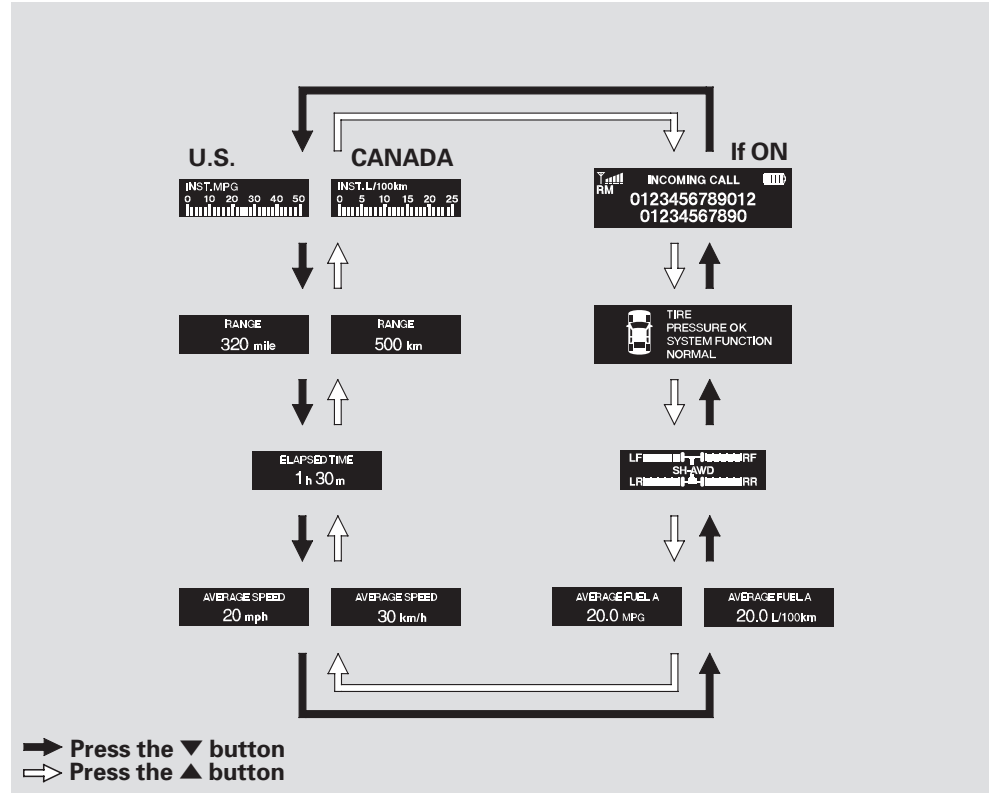 U.S.
CANADA
If ON
INST.MPG
0 10 20 30 40 50
INST.L/100km
0 5 10 15 20 25
INCOMING CALL
RM
0123456789012
01234567890
RANGE
320 mile
RANGE
500 km
TIRE
PRESSURE OK
SYSTEM FUNCTION
NORMAL
ELAPSED TIME
1 h 30 m
LF RF
SH-AWD
LR RR
AVERAGE SPEED
20 mph
AVERAGE SPEED
30 km/h
AVERAGE FUEL A
20.0 MPG
AVERAGE FUEL A
20.0 L/100km
Press the ▼ button
Press the ▲ button